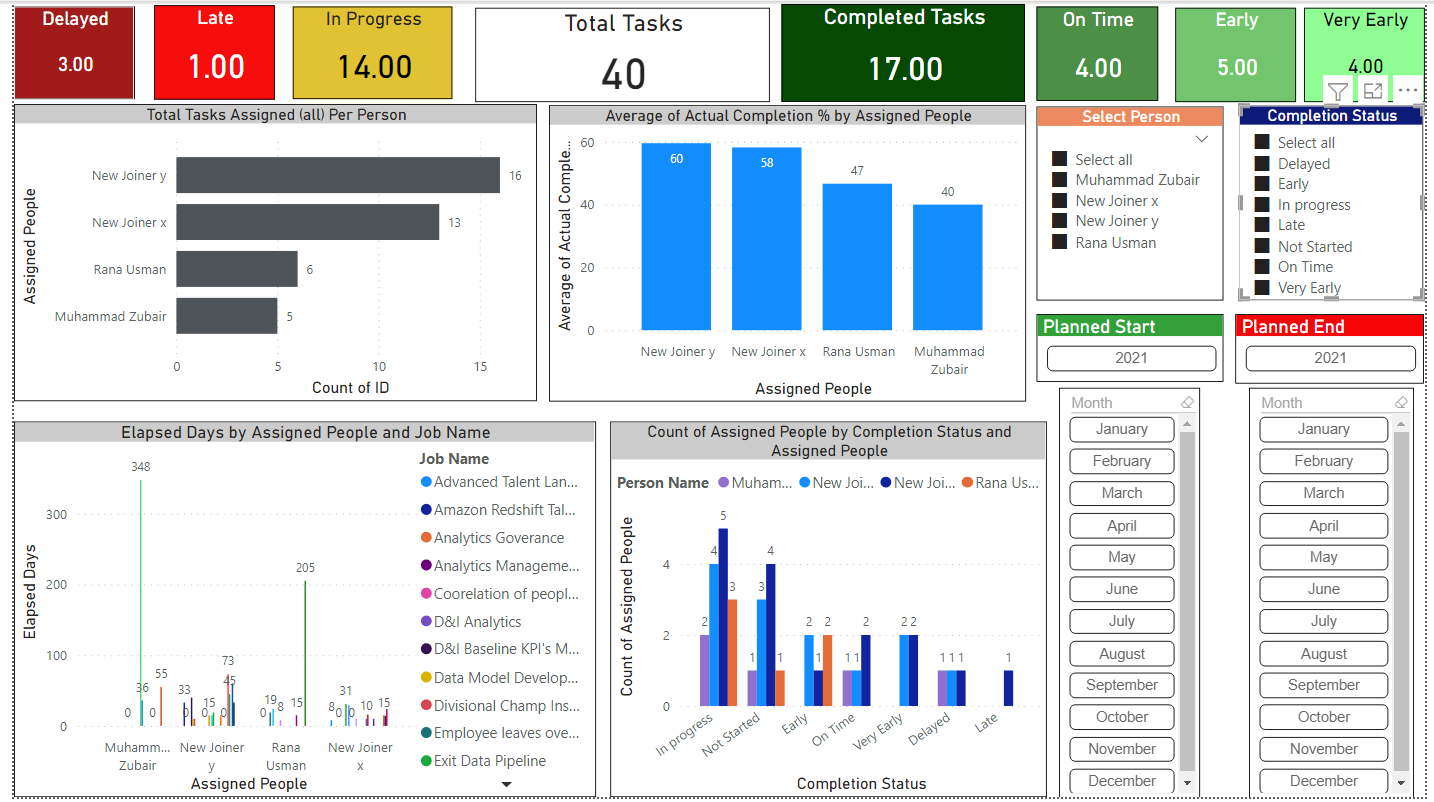 Delayed
3.00
Late
1.00
In Progress
14.00
Total Tasks
40
Completed Tasks
17.00
On Time
4.00
Early
5.00
Very Early
4.00
Total Tasks Assigned (all) Per Person
Assigned People
New Joiner y
16
New Joiner x
13
Rana Usman
6
Muhammad Zubair
5
0
5
10
15
Count of ID
Average of Actual Completion % by Assigned People
Average of Actual Comple...
60
40
20
0
60
58
47
40
New Joiner y
New Joiner x
Rana Usman
Muhammad
Zubair
Assigned People
Select Person
Select all
Muhammad Zubair
New Joiner x
New Joiner y
Rana Usman
Completion Status
Select all
Delayed
Early
In progress
Late
Not Started
On Time
Very Early
Planned Start
2021
Planned End
2021
Month
January
February
March
April
May
June
July
August
September
October
November
December
Month
January
February
March
April
May
June
July
August
September
October
November
December
Elapsed Days by Assigned People and Job Name
Elapsed Days
300
200
100
0
0
348
36
0
55
33
0
15
0
73
45
0
19
8
15
205
8
31
0
0
10
15
Muhamm...
Zubair
New Joiner
y
Rana
Usman
New Joiner
x
Assigned People
Job Name
Advanced Talent Lan...
Amazon Redshift Tal...
Analytics Goverance
Analytics Manageme...
Coorelation of peopl...
D&I Analytics
D&I Baseline KPI's M...
Data Model Develop...
Divisional Champ Ins...
Employee leaves ove...
Exit Data Pipeline
Count of Assigned People by Completion Status and
Assigned People
Person Name
Muham...
New Joi...
New Joi...
Rana Us...
Count of Assigned People
4
2
0
2
4
5
3
1
3
4
1
2
1
2
1
1
2
2
2
1
1
1
1
In progress
Not Started
Early
On Time
Very Early
Delayed
Late
Completion Status